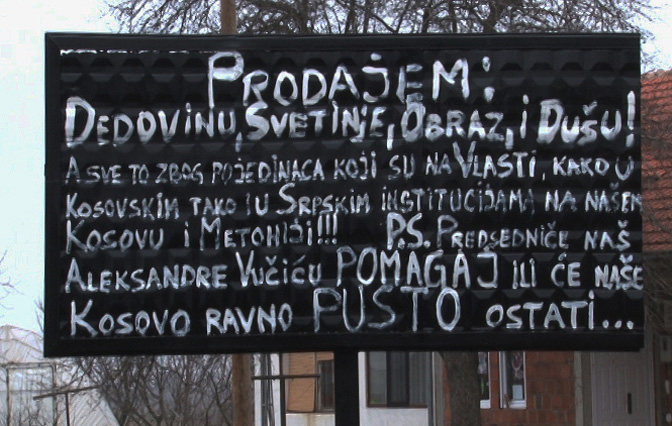 PRODAJEM:
DEDOVINU, SVETINJE, OBRAZ, I DUŠU!
A SVE TO ZBOG POJEDINACA KOJI SU NA VLASTI, KAKO U
KOSOVSKIM TAKO I U SRPSKIM INSTITUCIJAMA NA NAŠEM
KOSOVU I METOHIJI!!! P.S. PREDSEDNIČE NAŠ
ALEKSANDRE VUČIĆU POMAGAJ ILI ĆE NAŠE
KOSOVO RAVNO PUSTO OSTATI...